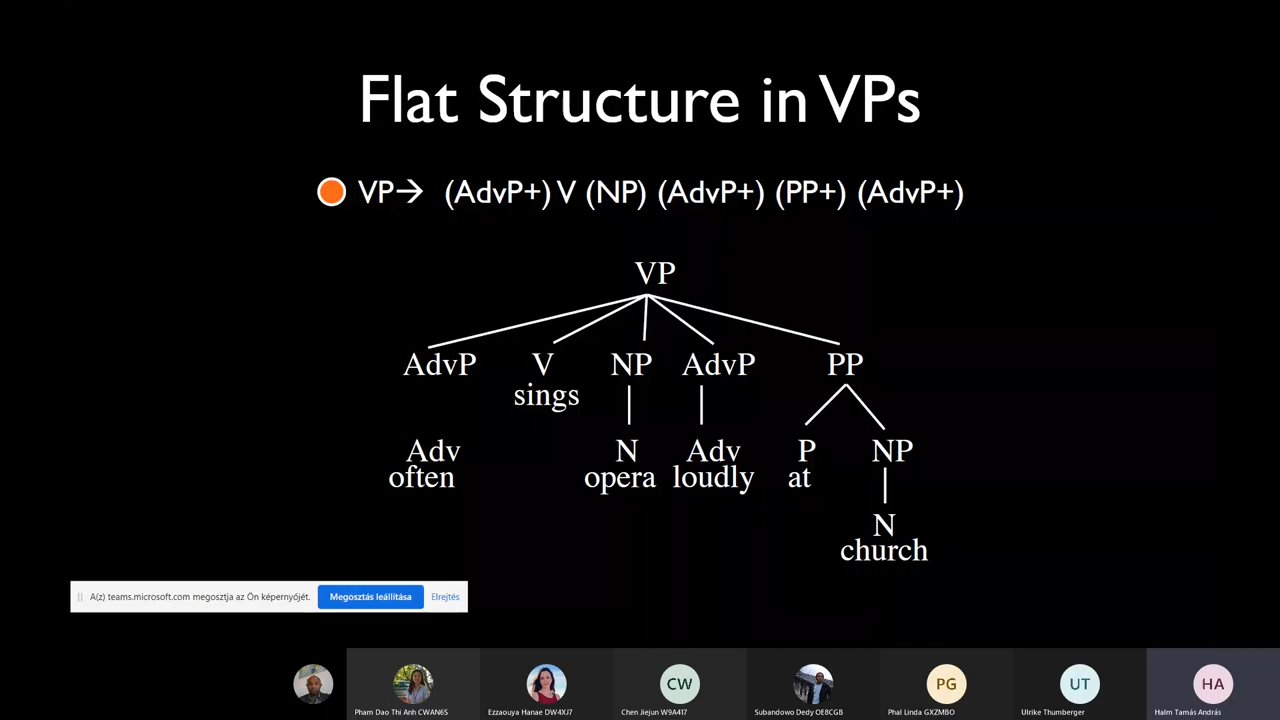 Flat Structure in VPs
VP→ (AdvP+) V (NP) (AdvP+) (PP+) (AdvP+)
VP
AdvP V NP AdvP PP
sings
Adv N Adv P NP
often opera loudly at
N
church
A(z) teams.microsoft.com megosztja az Ön képernyőjét. Megosztás leállítása Elrejtés
CW PG UT HA
Pham Dao Thi Anh CWAN6S Ezzaouya Hanae DW4XJ7 Chen Jiejun W9A417 Subandowo Dedy OE8CGB Phal Linda GXZMBO Ulrike Thumberger Halm Tamás András